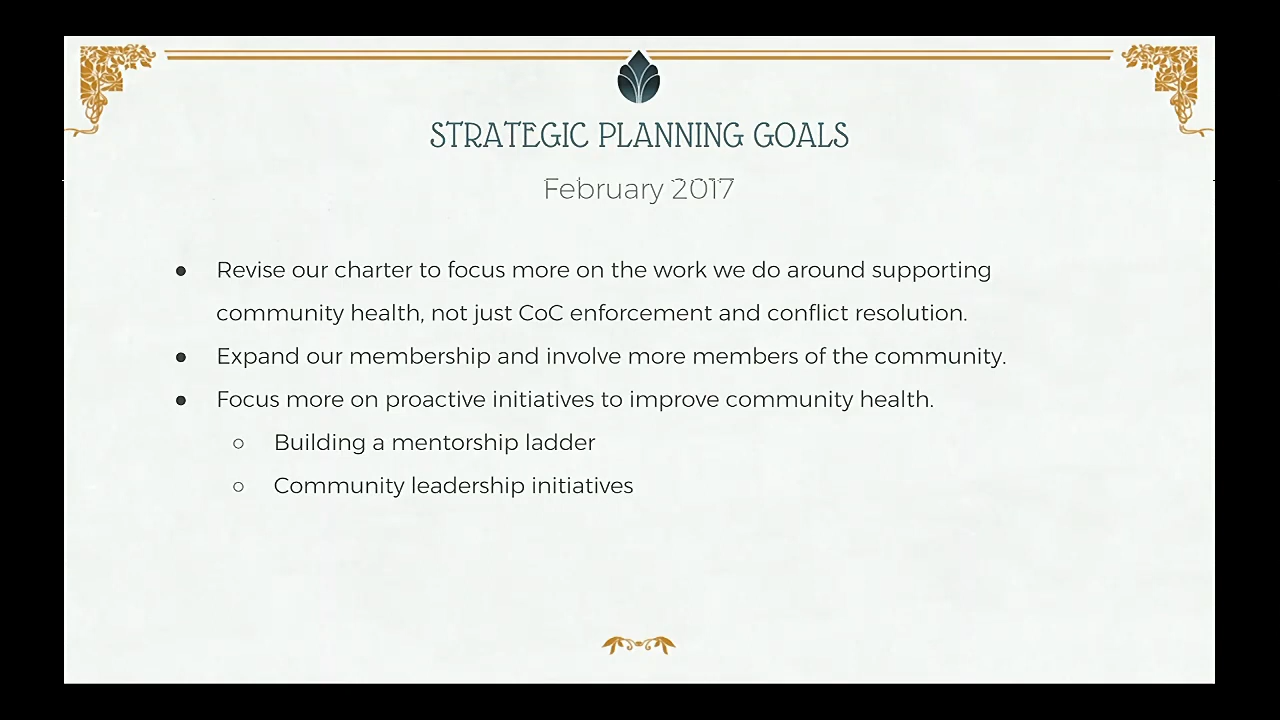 STRATEGIC PLANNING GOALS
February 2017
● Revise our charter to focus more on the work we do around supporting
community health, not just CoC enforcement and conflict resolution.
● Expand our membership and involve more members of the community.
● Focus more on proactive initiatives to improve community health.
○ Building a mentorship ladder
○ Community leadership initiatives